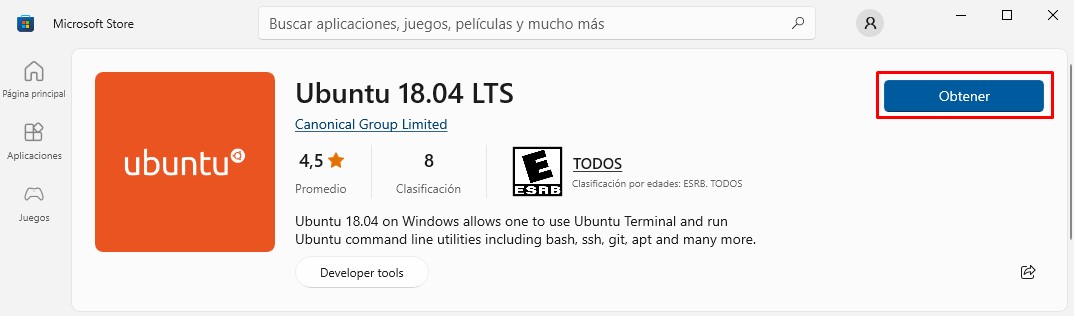 Microsoft Store
Buscar aplicaciones, juegos, películas y mucho más
Página principal
Aplicaciones
Juegos
ubuntu
Ubuntu 18.04 LTS
Canonical Group Limited
Obtener
4,5
Promedio
8
Clasificación
E
ESRB
TODOS
Clasificación por edades: ESRB. TODOS
Ubuntu 18.04 on Windows allows one to use Ubuntu Terminal and run
Ubuntu command line utilities including bash, ssh, git, apt and many more.
Developer tools